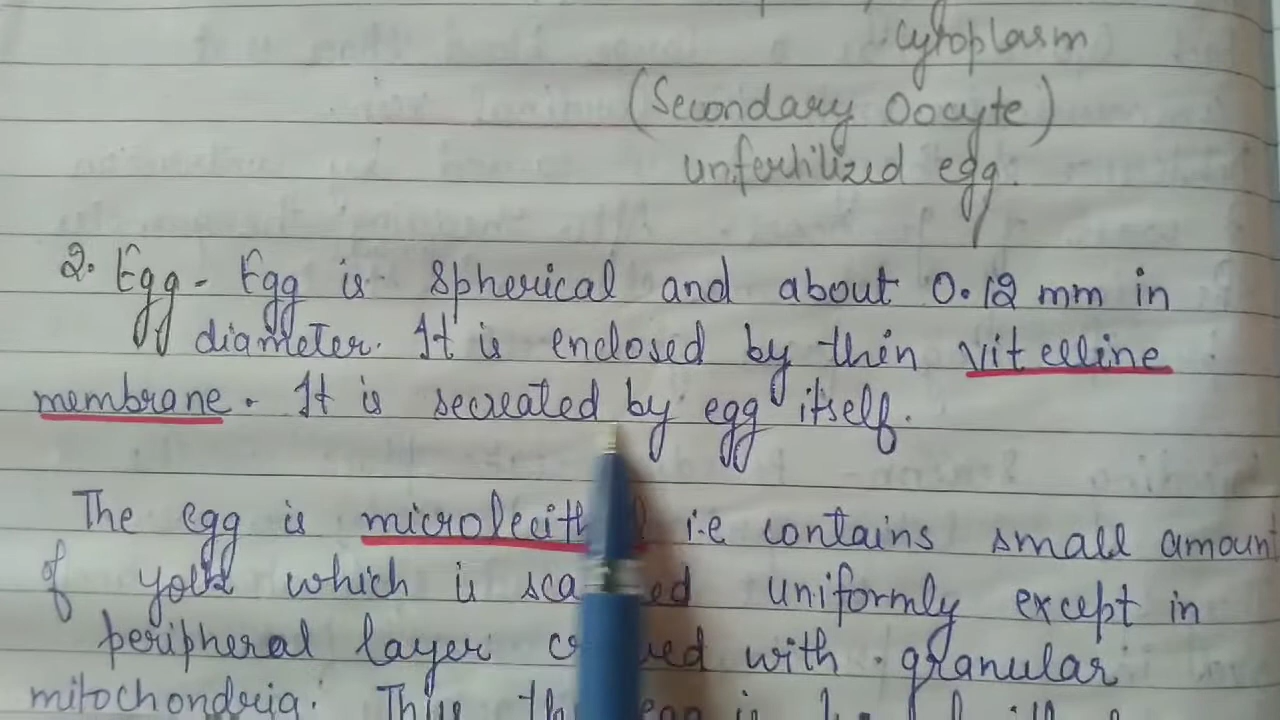 cytoplasm
(Secondary Oocyte)
unfertilized egg.
2. Egg - Egg is spherical and about 0.12 mm in
diameter. It is enclosed by thin vitelline
membrane. It is secreated by egg itself.
The egg is i.e contains small amount
of yolk which is uniformly except in
peripheral layer with granular
mitochondria.